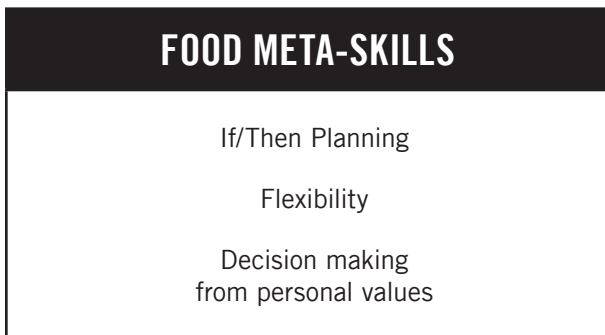 FOOD META-SKILLS
If/Then Planning
Flexibility
Decision making
from personal values